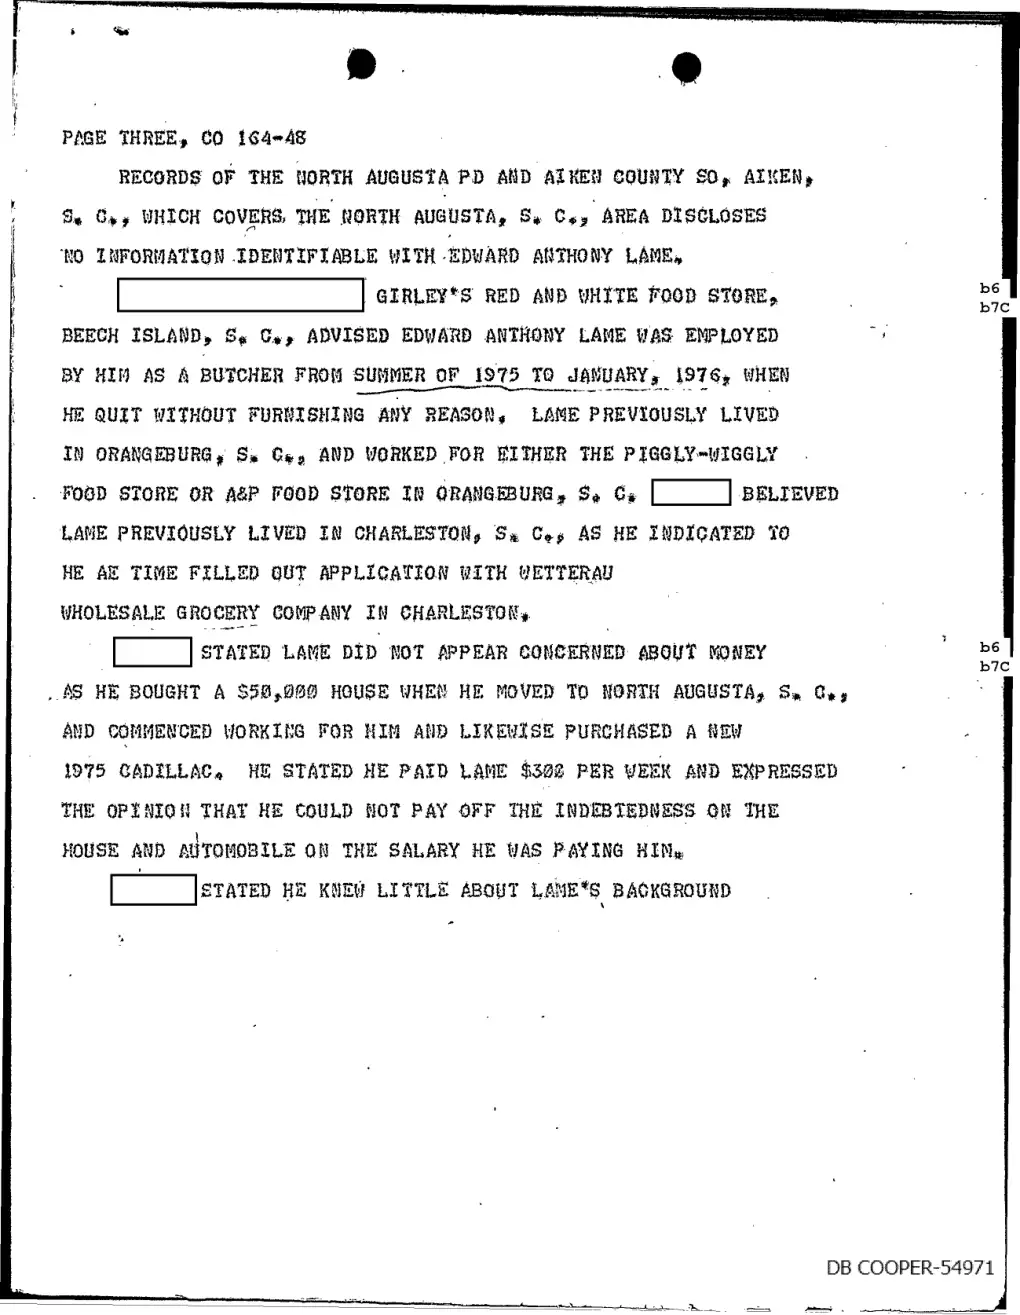 PAGE THREE, CO 164-48
RECORDS OF THE NORTH AUGUSTA PD AND AIKEN COUNTY SO, AIKEN,
S. C., WHICH COVERS THE NORTH AUGUSTA, S. C., AREA DISCLOSES
NO INFORMATION IDENTIFIABLE WITH EDWARD ANTHONY LAME.
GIRLEY'S RED AND WHITE FOOD STORE,
b6
b7C
BEECH ISLAND, S. C., ADVISED EDWARD ANTHONY LAME WAS EMPLOYED
BY HIM AS A BUTCHER FROM SUMMER OF 1975 TO JANUARY, 1976, WHEN
HE QUIT WITHOUT FURNISHING ANY REASON. LAME PREVIOUSLY LIVED
IN ORANGEBURG, S. C., AND WORKED FOR EITHER THE PIGGLY-WIGGLY
FOOD STORE OR A&P FOOD STORE IN ORANGEBURG, S. C. BELIEVED
LAME PREVIOUSLY LIVED IN CHARLESTON, S. C., AS HE INDICATED TO
HE AE TIME FILLED OUT APPLICATION WITH WETTERAU
WHOLESALE GROCERY COMPANY IN CHARLESTON.
STATED LAME DID NOT APPEAR CONCERNED ABOUT MONEY
b6
b7C
AS HE BOUGHT A $50,000 HOUSE WHEN HE MOVED TO NORTH AUGUSTA, S. C.,
AND COMMENCED WORKING FOR HIM AND LIKEWISE PURCHASED A NEW
1975 CADILLAC. HE STATED HE PAID LAME $300 PER WEEK AND EXPRESSED
THE OPINION THAT HE COULD NOT PAY OFF THE INDEBTEDNESS ON THE
HOUSE AND AUTOMOBILE ON THE SALARY HE WAS PAYING HIM.
STATED HE KNEW LITTLE ABOUT LAME'S BACKGROUND
DB COOPER-54971